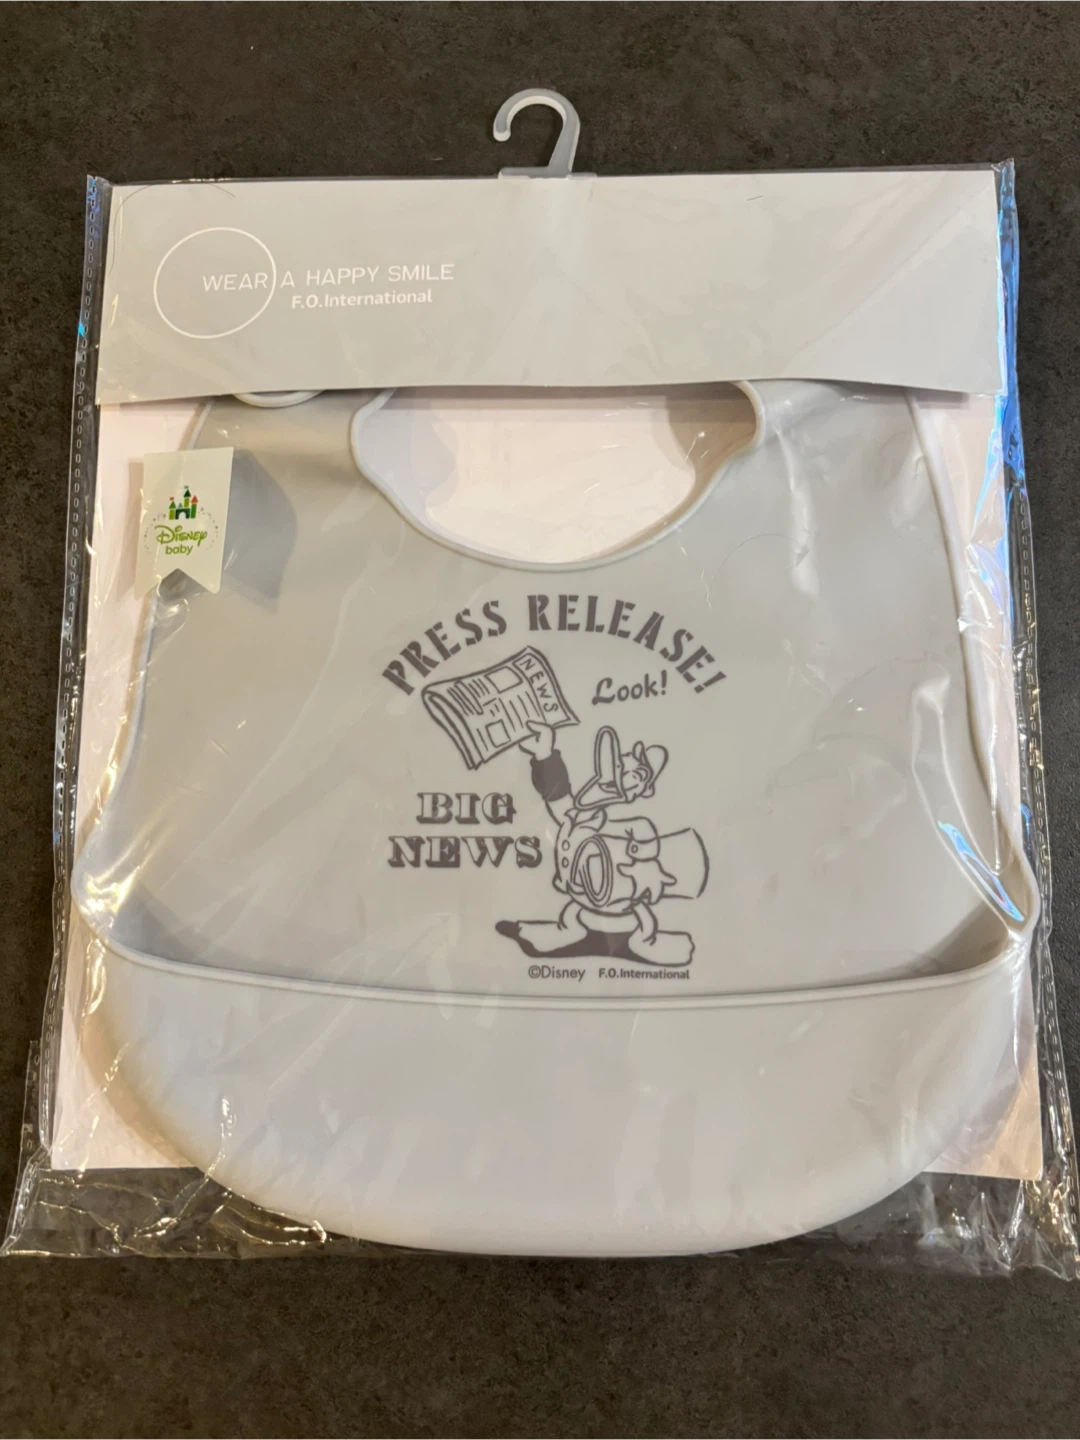 WEAR A HAPPY SMILE
F.O.International
Disney
baby
PRESS RELEASE!
NEWS
Look!
BIG
NEWS
©Disney F.O.International